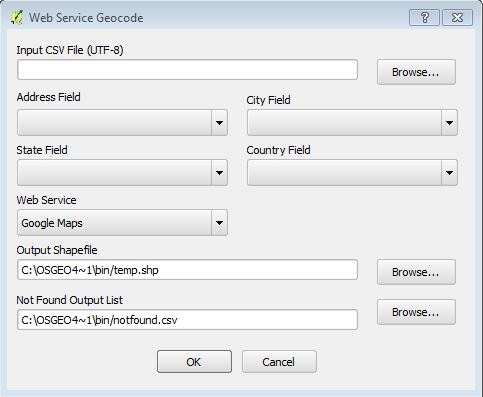 Web Service Geocode
Input CSV File (UTF-8)
Browse...
Address Field
City Field
State Field
Country Field
Web Service
Google Maps
Output Shapefile
C:\OSGEO4~1\bin/temp.shp
Browse...
Not Found Output List
C:\OSGEO4~1\bin/notfound.csv
Browse...
OK
Cancel